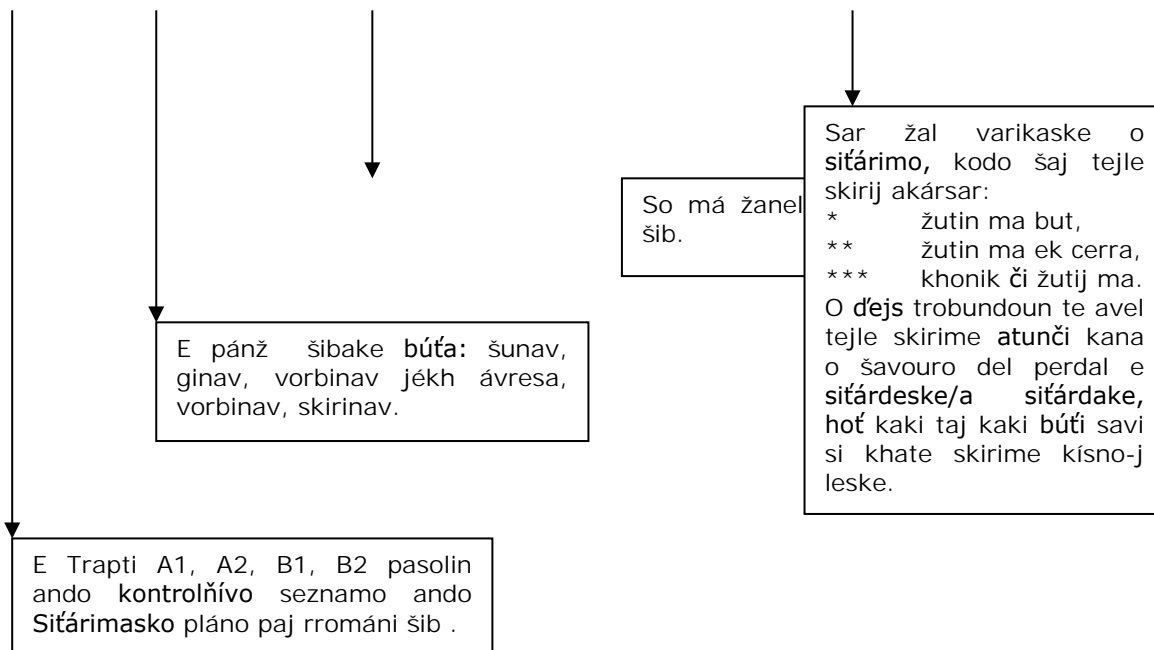 Sar žal varikaske o
siťárimo, kodo šaj tejle
skirij akársar:
* žutin ma but,
** žutin ma ek cerra,
*** khonik či žutij ma.
O ďejs trobundoun te avel
tejle skirime atunči kana
o šavouro del perdal e
siťárdeske/a siťárdake,
hoť kaki taj kaki búťi savi
si khate skirime kísno-j
leske.
So má žanel
šib.
E pánž šibake búťa: šunav,
ginav, vorbinav jékh ávresa,
vorbinav, skirinav.
E Trapti A1, A2, B1, B2 pasolin
ando kontrolňívo seznamo ando
Siťárimasko pláno paj rrománi šib .